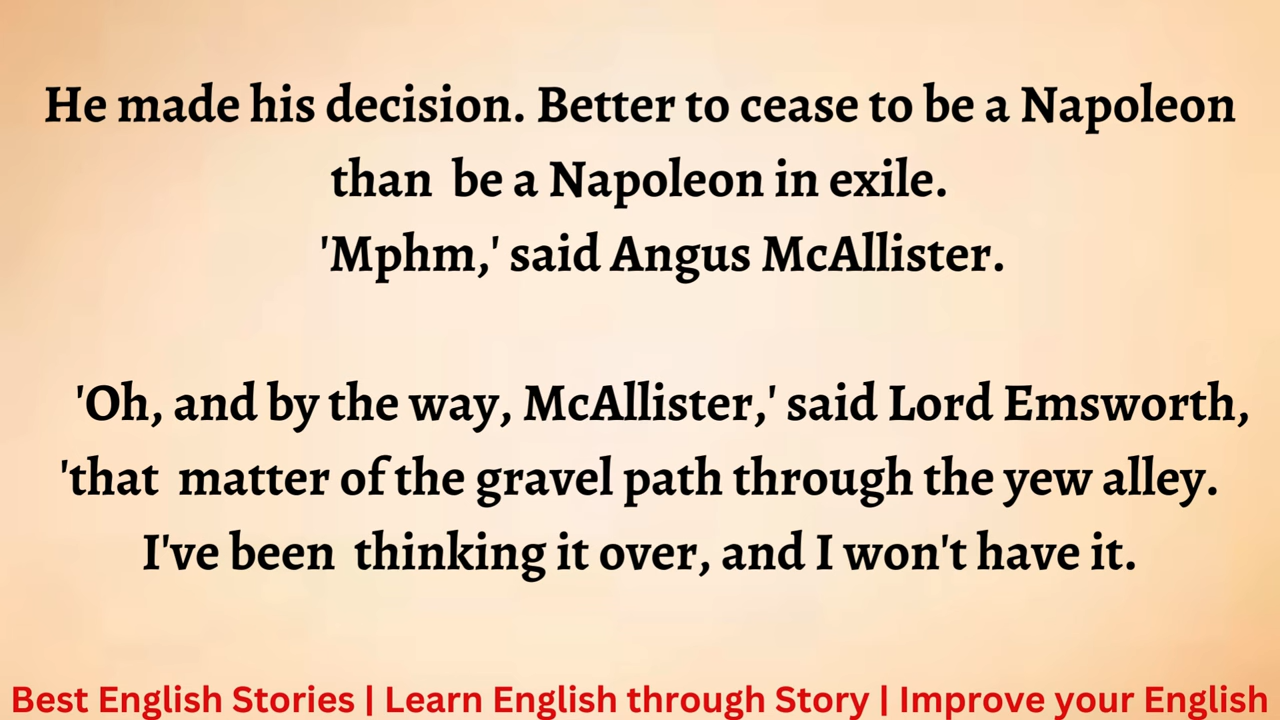 He made his decision. Better to cease to be a Napoleon
than  be a Napoleon in exile.
'Mphm,' said Angus McAllister.
'Oh, and by the way, McAllister,' said Lord Emsworth,
'that  matter of the gravel path through the yew alley.
I've been  thinking it over, and I won't have it.
Best English Stories | Learn English through Story | Improve your English